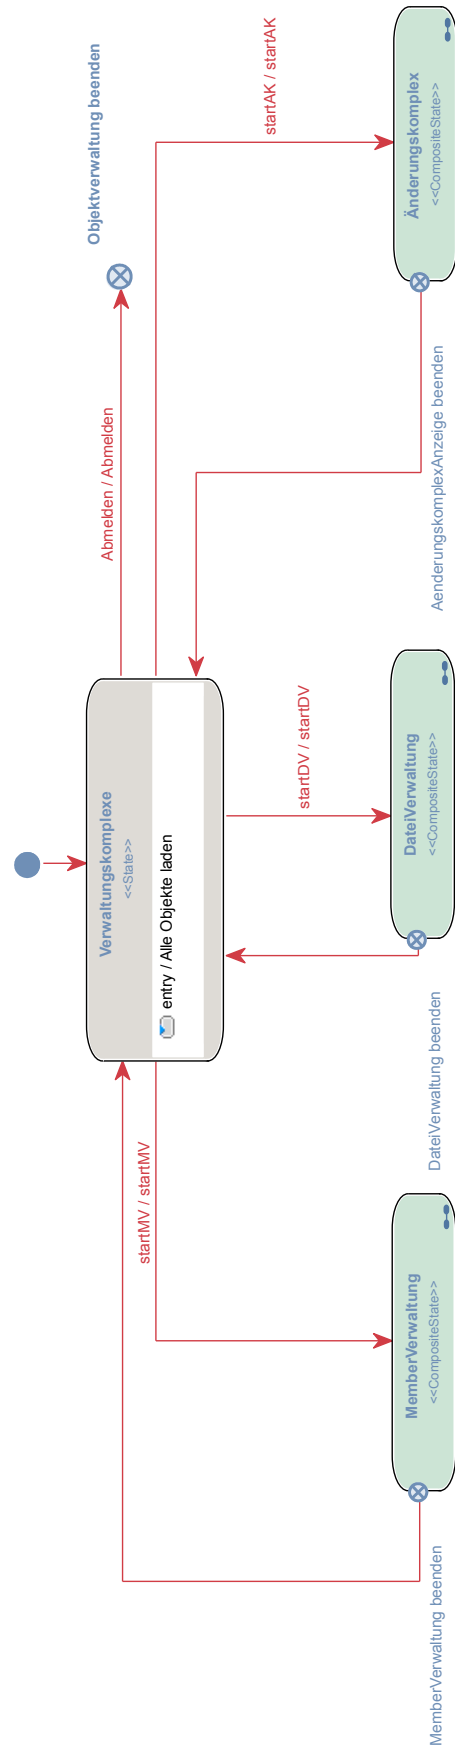 MemberVerwaltung beenden
startMV / startMV
MemberVerwaltung
<<CompositeState>>
Verwaltungskomplexe
<<State>>
entry / Alle Objekte laden
startDV / startDV
DateiVerwaltung
<<CompositeState>>
DateiVerwaltung beenden
Abmelden / Abmelden
Objektverwaltung beenden
startAK / startAK
Änderungskomplex
<<CompositeState>>
AenderungskomplexAnzeige beenden